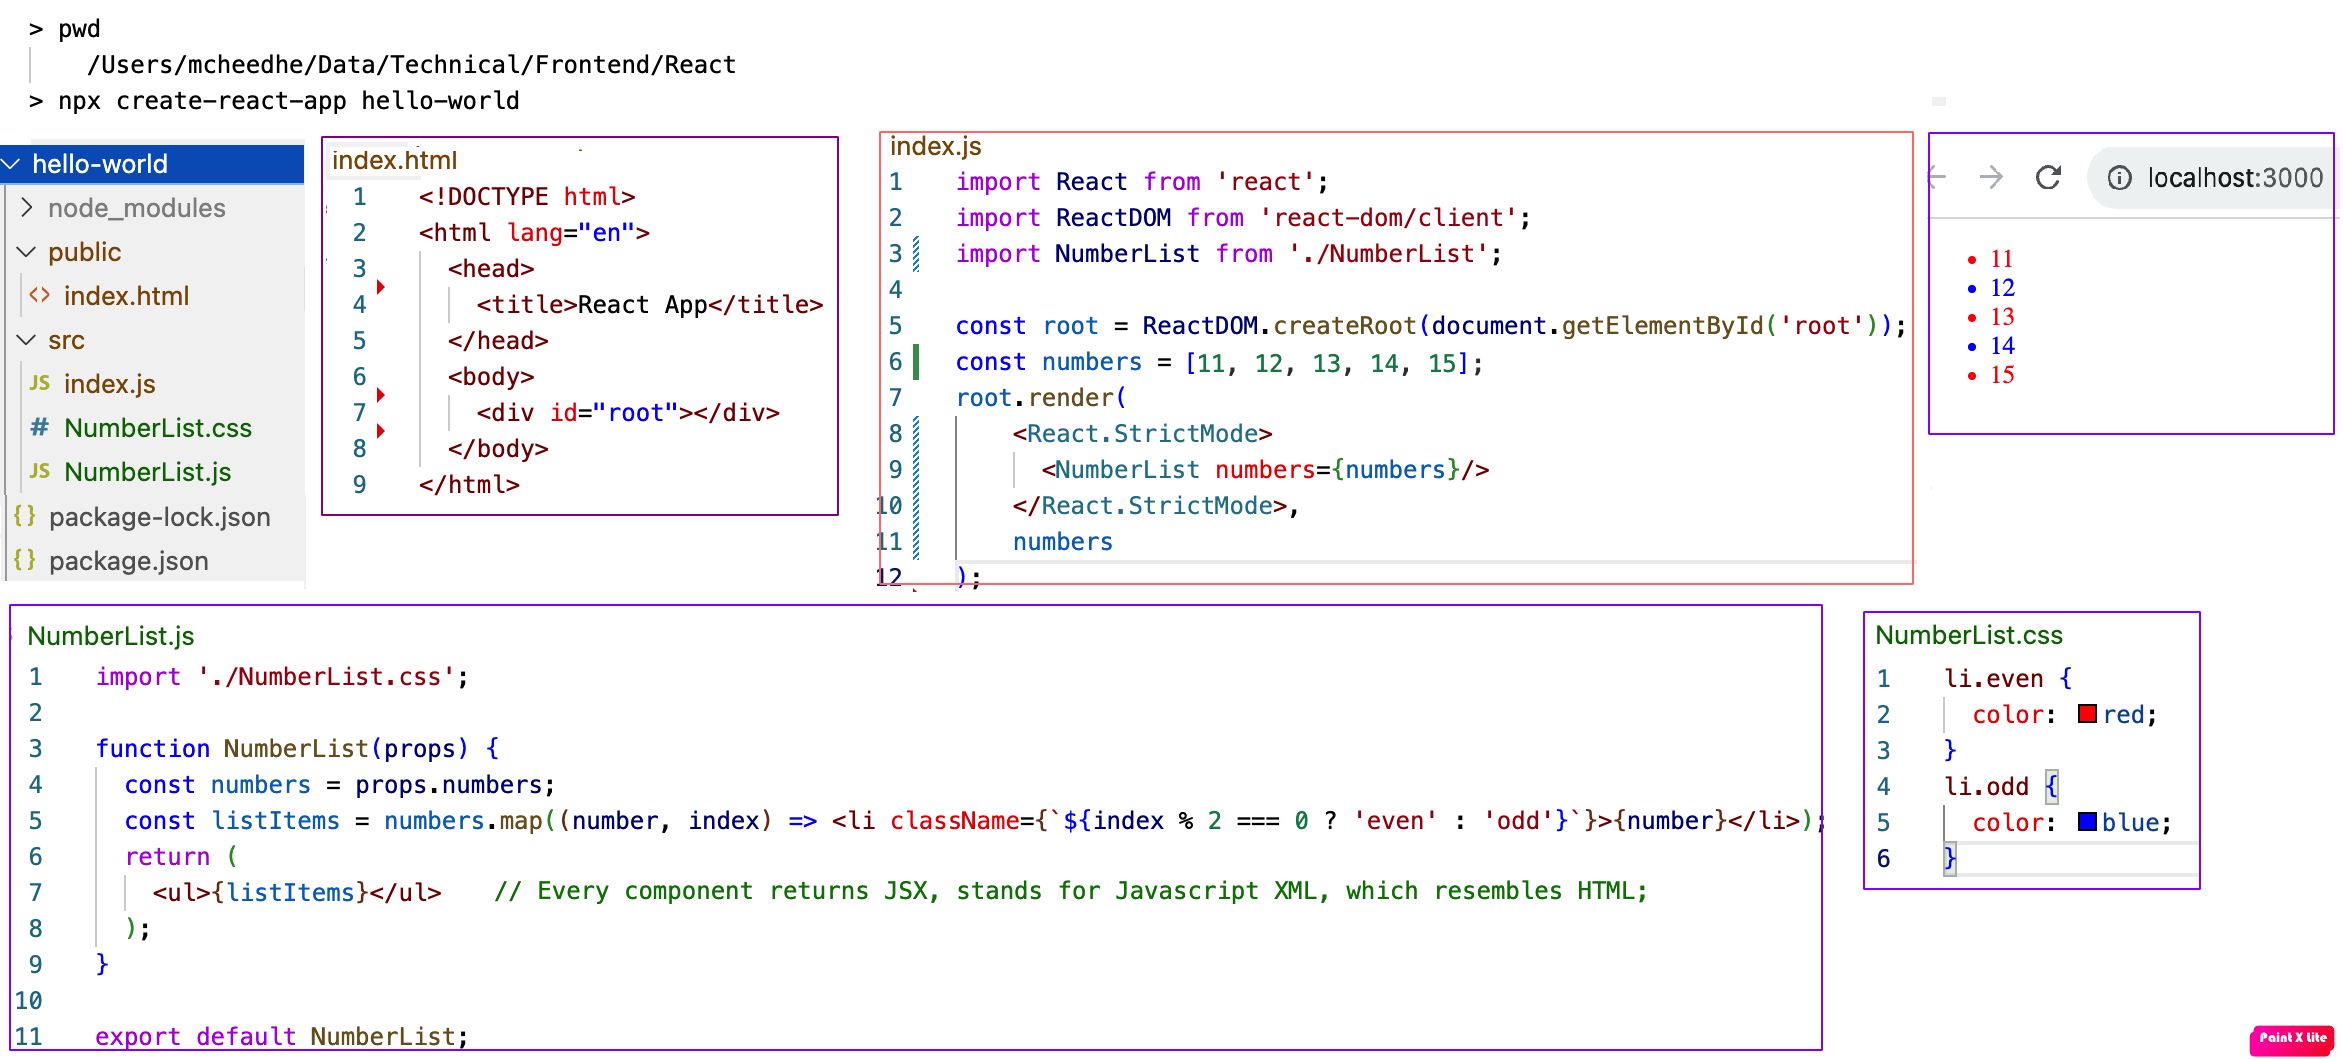 > pwd
/Users/mcheedhe/Data/Technical/Frontend/React
> npx create-react-app hello-world
hello-world
node_modules
public
<> index.html
src
JS index.js
# NumberList.css
JS NumberList.js
{} package-lock.json
{} package.json
index.html
1 <!DOCTYPE html>
2 <html lang="en">
3 <head>
4 <title>React App</title>
5 </head>
6 <body>
7 <div id="root"></div>
8 </body>
9 </html>
index.js
1 import React from 'react';
2 import ReactDOM from 'react-dom/client';
3 import NumberList from './NumberList';
4
5 const root = ReactDOM.createRoot(document.getElementById('root'));
6 const numbers = [11, 12, 13, 14, 15];
7 root.render(
8 <React.StrictMode>
9 <NumberList numbers={numbers}/>
10 </React.StrictMode>,
11 numbers
12 );
localhost:3000
• 11
• 12
• 13
• 14
• 15
NumberList.js
1 import './NumberList.css';
2
3 function NumberList(props) {
4 const numbers = props.numbers;
5 const listItems = numbers.map((number, index) => <li className={`${index % 2 === 0 ? 'even' : 'odd'}`}>{number}</li>);
6 return (
7 <ul>{listItems}</ul> // Every component returns JSX, stands for Javascript XML, which resembles HTML;
8 );
9 }
10
11 export default NumberList;
NumberList.css
1 li.even {
2 color: red;
3 }
4 li.odd {
5 color: blue;
6 }
Paint X Lite